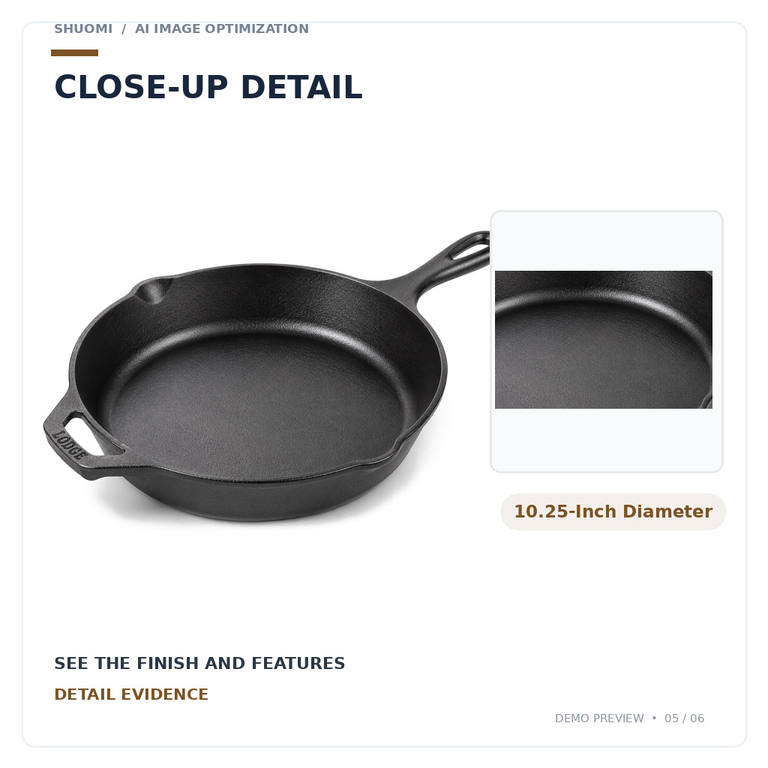 SHUOMI / AI IMAGE OPTIMIZATION
CLOSE-UP DETAIL
LODGE
10.25-Inch Diameter
SEE THE FINISH AND FEATURES
DETAIL EVIDENCE
DEMO PREVIEW • 05 / 06